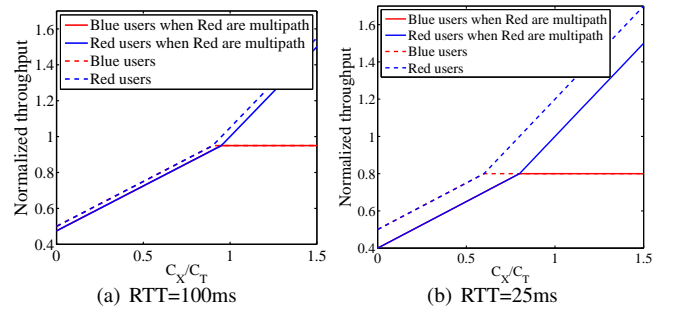 1.6
1.4
1.2
1
0.8
0.6
0.4
0
0.5
1
1.5
Normalized throughput
C_X/C_T
Blue users when Red are multipath
Red users when Red are multipath
Blue users
Red users
(a) RTT=100ms
1.6
1.4
1.2
1
0.8
0.6
0.4
0
0.5
1
1.5
Normalized throughput
C_X/C_T
Blue users when Red are multipath
Red users when Red are multipath
Blue users
Red users
(b) RTT=25ms